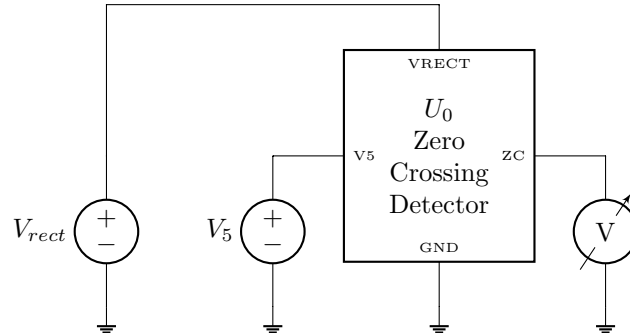 VRECT
U0
Zero
Crossing
Detector
V5
ZC
GND
Vrect
+
−
V5
+
−
V